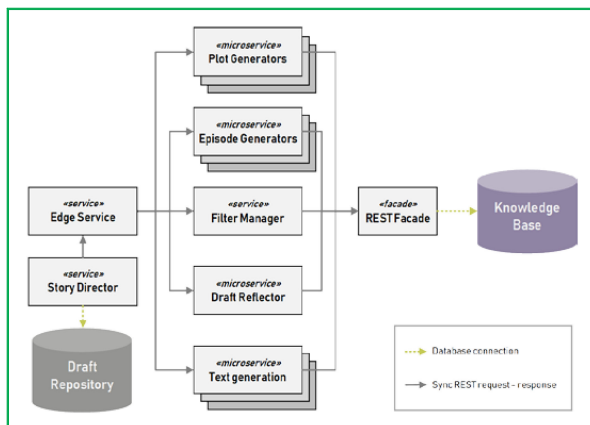 «microservice»
Plot Generators
«microservice»
Episode Generators
«service»
Edge Service
«service»
Filter Manager
«facade»
REST Facade
Knowledge
Base
«service»
Story Director
«microservice»
Draft Reflector
Draft
Repository
«microservice»
Text generation
Database connection
Sync REST request - response